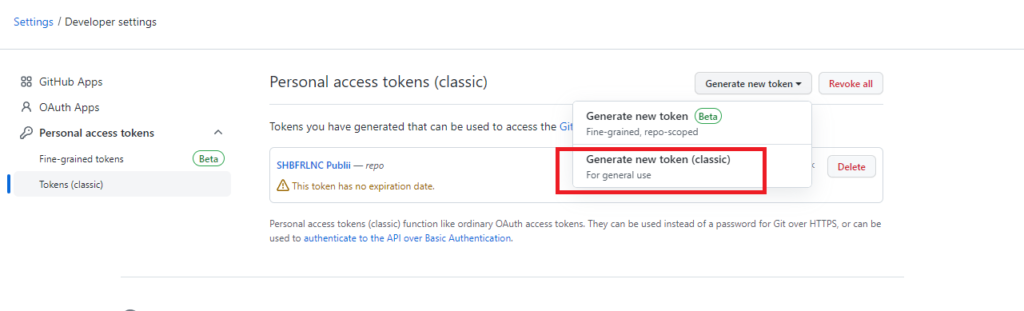 Settings / Developer settings
GitHub Apps
OAuth Apps
Personal access tokens
Fine-grained tokens Beta
Tokens (classic)
Personal access tokens (classic)
Generate new token
Revoke all
Generate new token Beta
Fine-grained, repo-scoped
Generate new token (classic)
For general use
Tokens you have generated that can be used to access the Git
SHBFRLNC Publii — repo
Delete
This token has no expiration date.
Personal access tokens (classic) function like ordinary OAuth access tokens. They can be used instead of a password for Git over HTTPS, or can be
used to authenticate to the API over Basic Authentication.